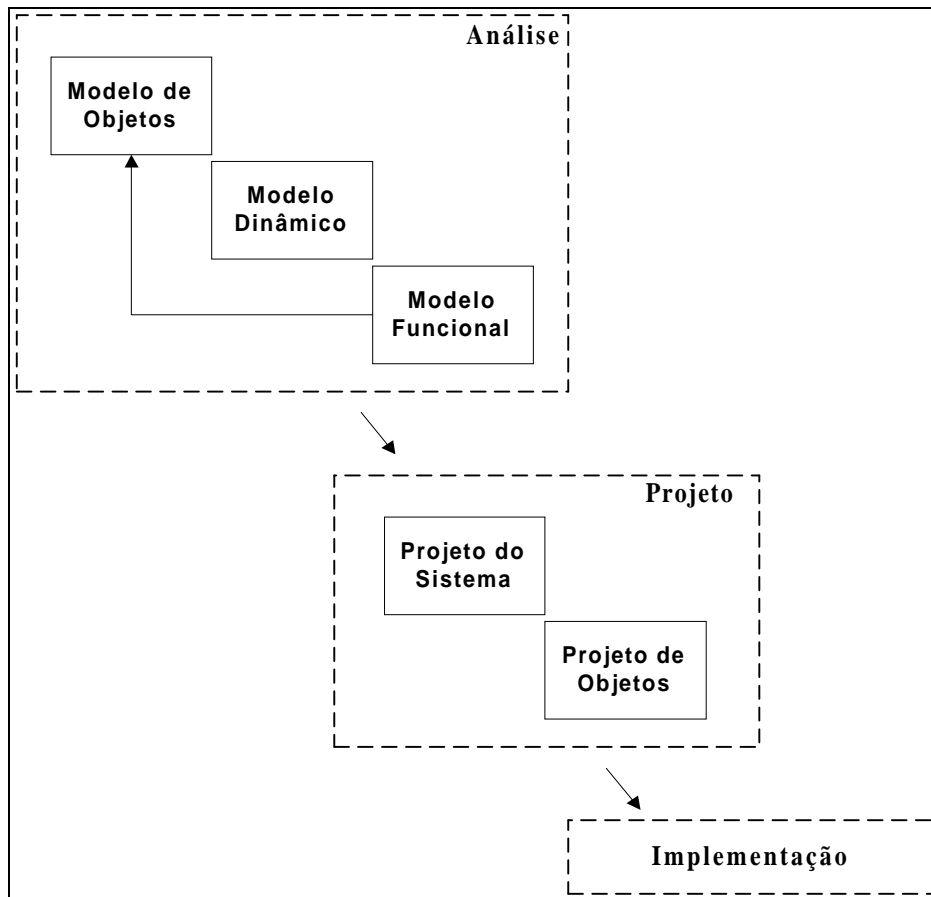 Análise
Modelo de
Objetos
Modelo
Dinâmico
Modelo
Funcional
Projeto
Projeto do
Sistema
Projeto de
Objetos
Implementação